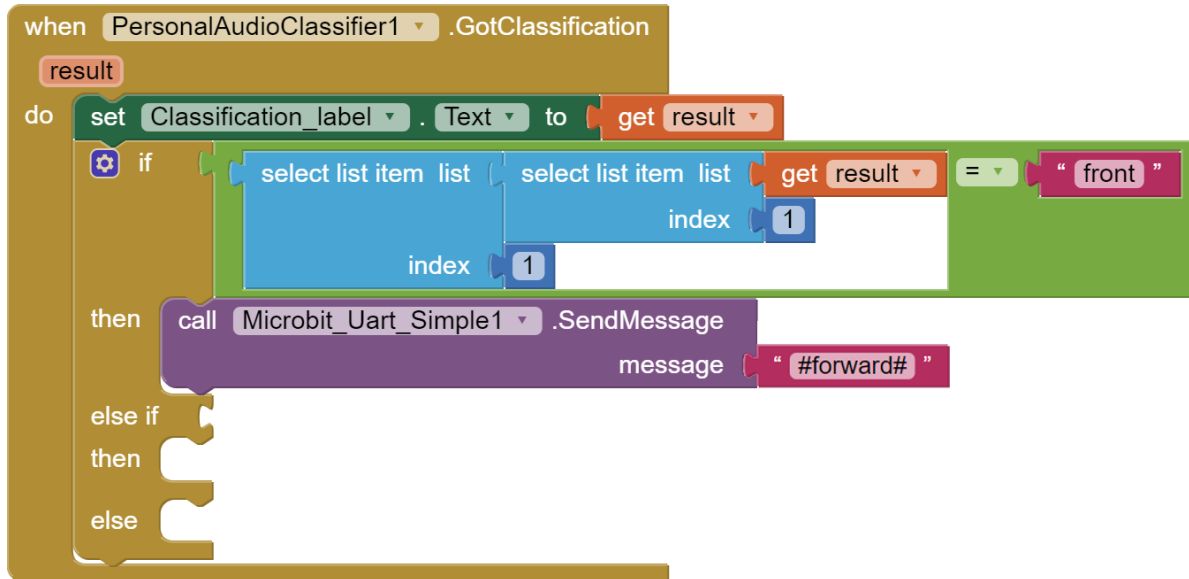 when PersonalAudioClassifier1 .GotClassification
result
do set Classification_label . Text to get result
if select list item list select list item list get result = “ front ”
index 1
index 1
then call Microbit_Uart_Simple1 .SendMessage
message “ #forward# ”
else if
then
else